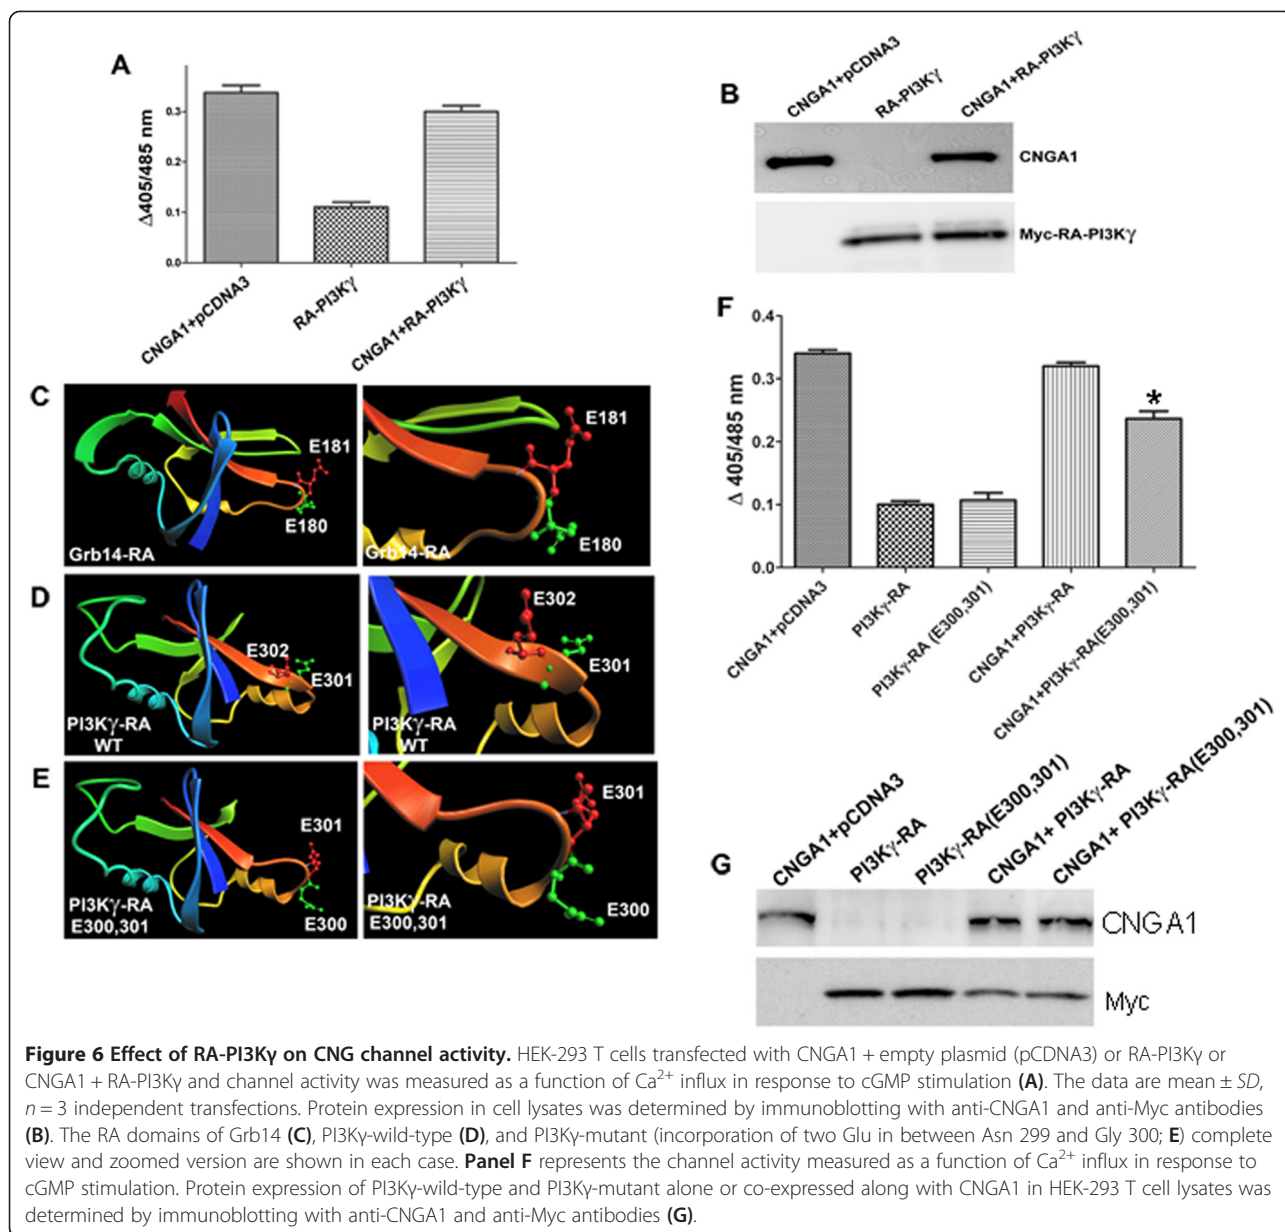 A
Δ405/485 nm
0.3
0.2
0.1
0.0
CNGA1+pCDNA3
RA-PI3Kγ
CNGA1+RA-PI3Kγ
B
CNGA1+pCDNA3
RA-PI3Kγ
CNGA1+RA-PI3Kγ
CNGA1
Myc-RA-PI3Kγ
C
E181
E180
Grb14-RA
E181
E180
Grb14-RA
D
E302
E301
PI3Kγ-RA
WT
E302
E301
PI3Kγ-RA
WT
E
E301
E300
PI3Kγ-RA
E300,301
E301
E300
PI3Kγ-RA
E300,301
F
Δ 405/485 nm
0.4
0.3
0.2
0.1
0.0
*
CNGA1+pCDNA3
PI3Kγ-RA
PI3Kγ-RA (E300,301)
CNGA1+PI3Kγ-RA
CNGA1+PI3Kγ-RA(E300,301)
G
CNGA1+pCDNA3
PI3Kγ-RA
PI3Kγ-RA(E300,301)
CNGA1+ PI3Kγ-RA
CNGA1+ PI3Kγ-RA(E300,301)
CNGA1
Myc
Figure 6 Effect of RA-PI3Kγ on CNG channel activity. HEK-293 T cells transfected with CNGA1 + empty plasmid (pCDNA3) or RA-PI3Kγ or
CNGA1 + RA-PI3Kγ and channel activity was measured as a function of Ca²⁺ influx in response to cGMP stimulation (A). The data are mean ± SD,
n = 3 independent transfections. Protein expression in cell lysates was determined by immunoblotting with anti-CNGA1 and anti-Myc antibodies
(B). The RA domains of Grb14 (C), PI3Kγ-wild-type (D), and PI3Kγ-mutant (incorporation of two Glu in between Asn 299 and Gly 300; E) complete
view and zoomed version are shown in each case. Panel F represents the channel activity measured as a function of Ca²⁺ influx in response to
cGMP stimulation. Protein expression of PI3Kγ-wild-type and PI3Kγ-mutant alone or co-expressed along with CNGA1 in HEK-293 T cell lysates was
determined by immunoblotting with anti-CNGA1 and anti-Myc antibodies (G).